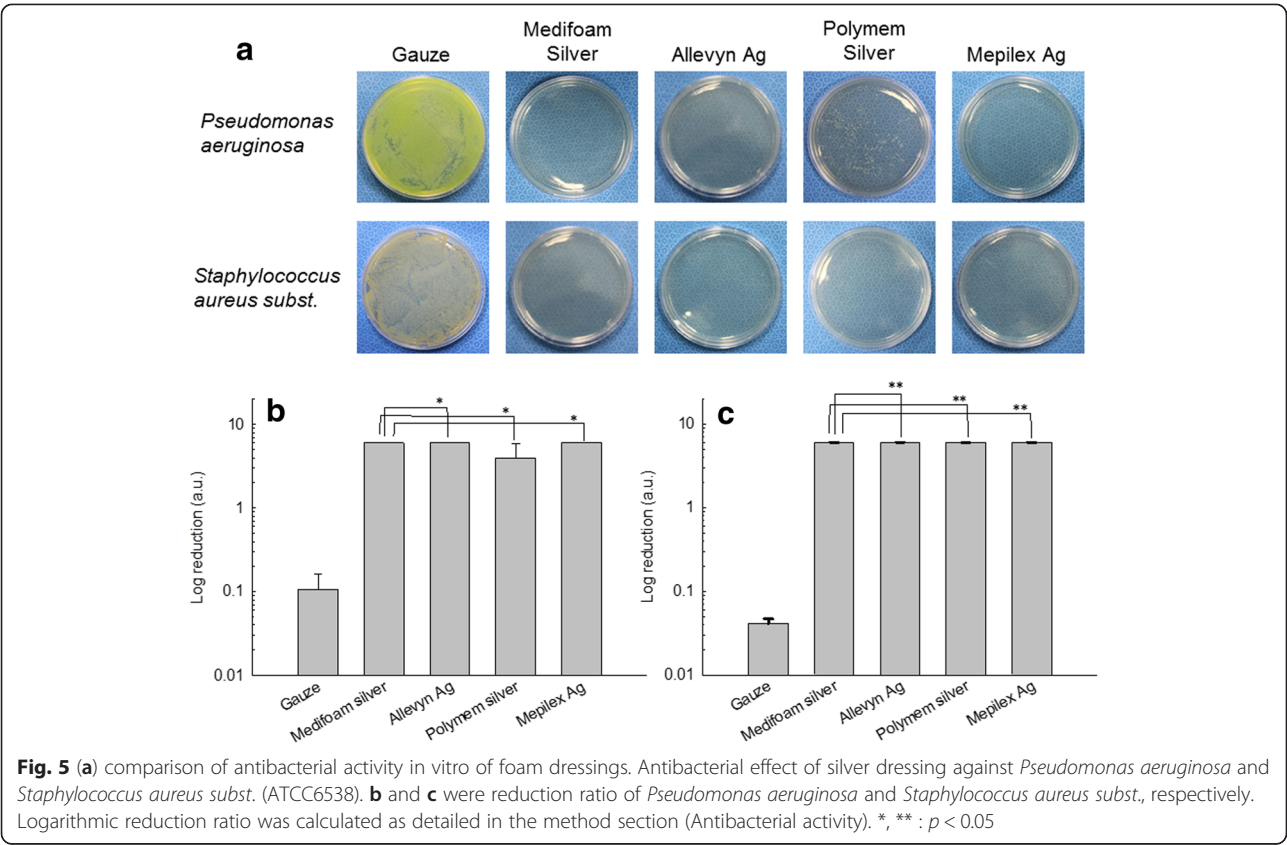 a
Gauze
Medifoam
Silver
Allevyn Ag
Polymem
Silver
Mepilex Ag
Pseudomonas
aeruginosa
Staphylococcus
aureus subst.
b
*
*
*
10
1
0.1
0.01
Log reduction (a.u.)
Gauze
Medifoam silver
Allevyn Ag
Polymem silver
Mepilex Ag
c
**
**
**
10
1
0.1
0.01
Log reduction (a.u.)
Gauze
Medifoam silver
Allevyn Ag
Polymem silver
Mepilex Ag
Fig. 5 (a) comparison of antibacterial activity in vitro of foam dressings. Antibacterial effect of silver dressing against Pseudomonas aeruginosa and
Staphylococcus aureus subst. (ATCC6538). b and c were reduction ratio of Pseudomonas aeruginosa and Staphylococcus aureus subst., respectively.
Logarithmic reduction ratio was calculated as detailed in the method section (Antibacterial activity). *, ** : p < 0.05